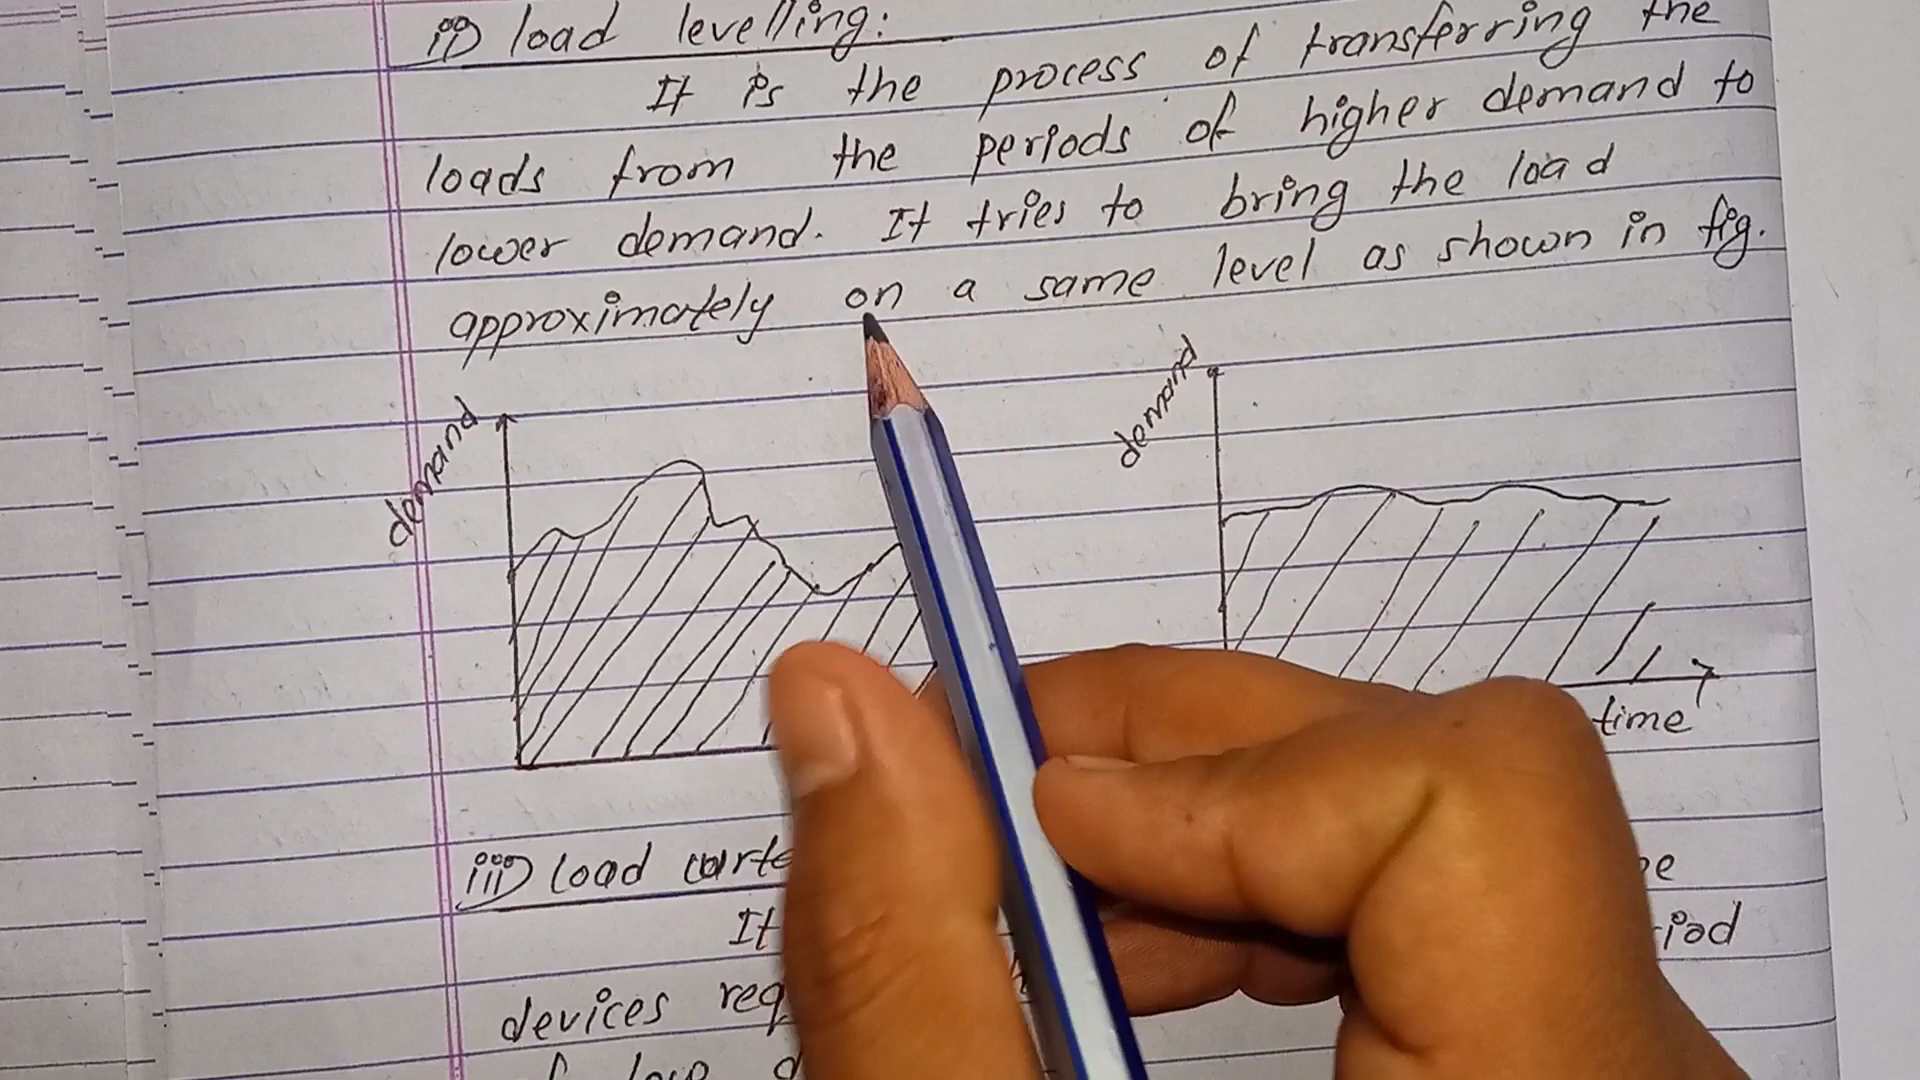 ii) load levelling:
It is the process of transferring the
loads from the periods of higher demand to
lower demand. It tries to bring the load
approximately on a same level as shown in fig.
demand
demand
time
iii) load
It
iod
devices